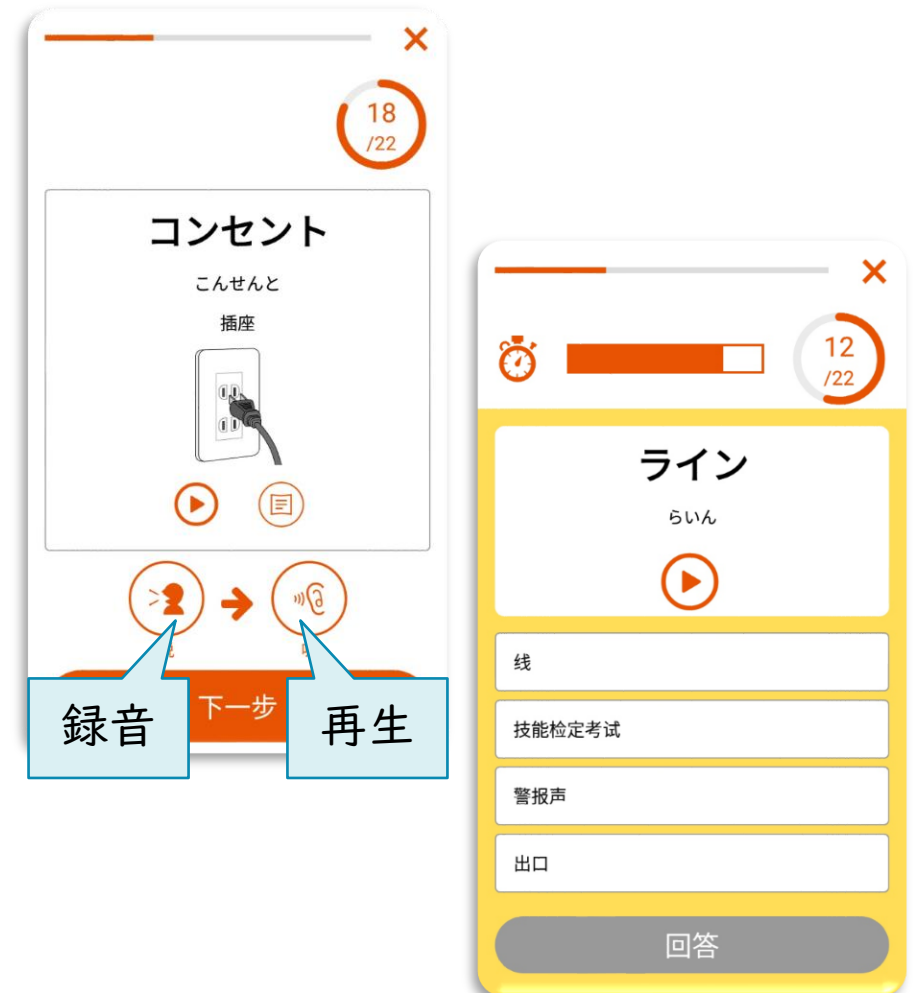 18
/22
コンセント
こんせんと
插座
下一步
録音
再生
12
/22
ライン
らいん
线
技能检定考试
警报声
出口
回答